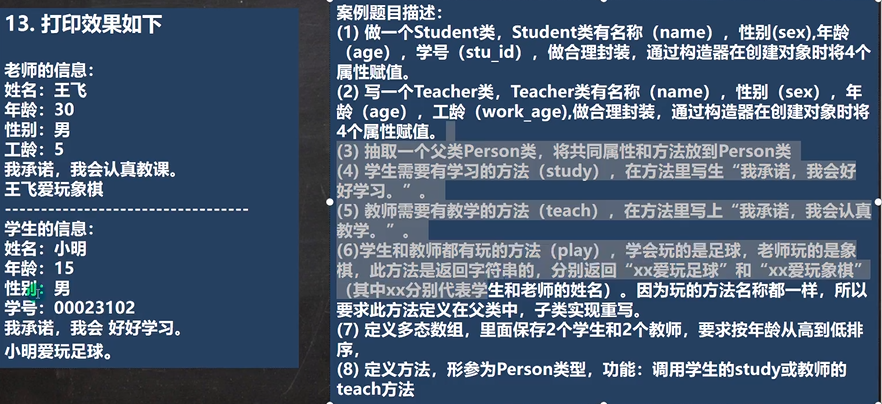 13. 打印效果如下
老师的信息：
姓名：王飞
年龄：30
性别：男
工龄：5
我承诺，我会认真教课。
王飞爱玩象棋
--------------------------------
学生的信息：
姓名：小明
年龄：15
性别：男
学号：00023102
我承诺，我会 好好学习。
小明爱玩足球。
案例题目描述：
(1) 做一个Student类，Student类有名称（name），性别(sex),年龄
（age），学号（stu_id），做合理封装，通过构造器在创建对象时将4个
属性赋值。
(2) 写一个Teacher类，Teacher类有名称（name），性别（sex），年
龄（age），工龄（work_age),做合理封装，通过构造器在创建对象时将
4个属性赋值。
(3) 抽取一个父类Person类，将共同属性和方法放到Person类
(4) 学生需要有学习的方法（study），在方法里写生“我承诺，我会好
好学习。”。
(5) 教师需要有教学的方法（teach），在方法里写上“我承诺，我会认真
教学。”。
(6)学生和教师都有玩的方法（play），学会玩的是足球，老师玩的是象
棋，此方法是返回字符串的，分别返回“xx爱玩足球”和“xx爱玩象棋”
（其中xx分别代表学生和老师的姓名）。因为玩的方法名称都一样，所以
要求此方法定义在父类中，子类实现重写。
(7) 定义多态数组，里面保存2个学生和2个教师，要求按年龄从高到低排
序，
(8) 定义方法，形参为Person类型，功能：调用学生的study或教师的
teach方法